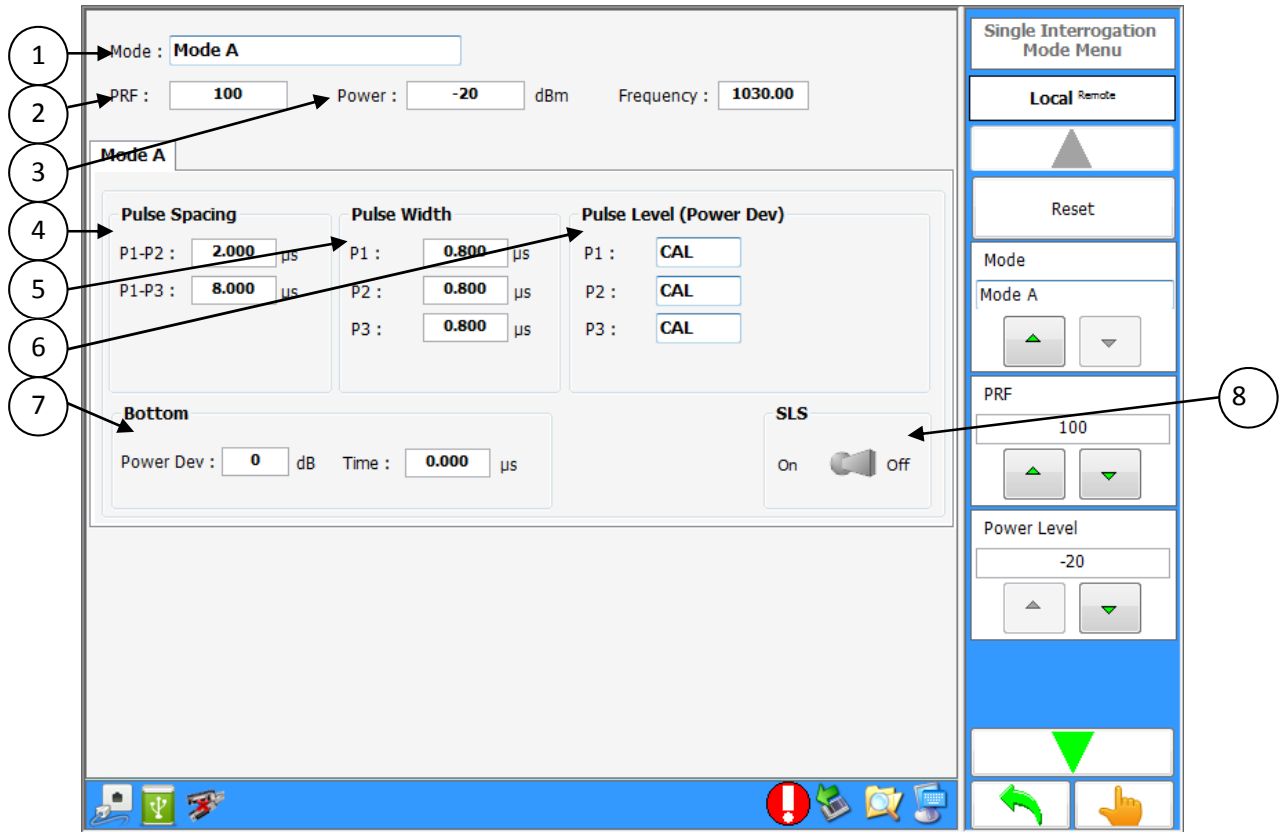 1
Mode : Mode A
2
PRF : 100 Power : -20 dBm Frequency : 1030.00
3
Mode A
4
Pulse Spacing
P1-P2 : 2.000 µs
P1-P3 : 8.000 µs
5
Pulse Width
P1 : 0.800 µs
P2 : 0.800 µs
P3 : 0.800 µs
6
Pulse Level (Power Dev)
P1 : CAL
P2 : CAL
P3 : CAL
7
Bottom
Power Dev : 0 dB Time : 0.000 µs
SLS
On Off
8
Single Interrogation
Mode Menu
Local Remote
Reset
Mode
Mode A
PRF
100
Power Level
-20